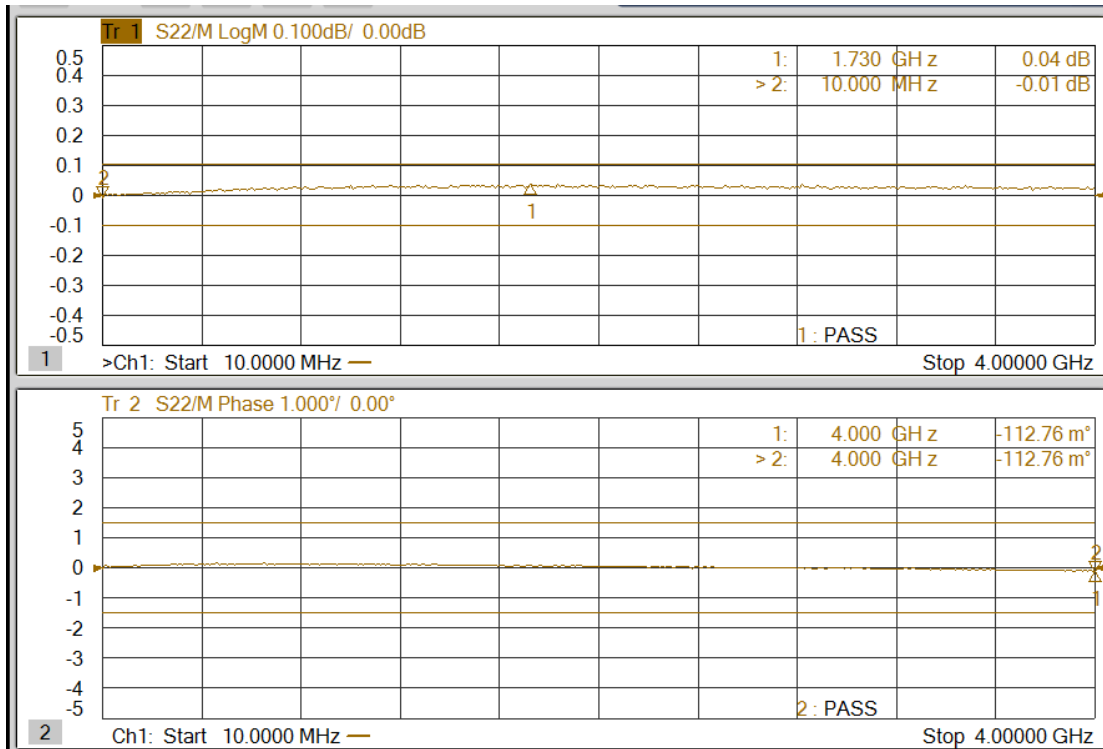 Tr 1 S22/M LogM 0.100dB/ 0.00dB
0.5
0.4
0.3
0.2
0.1
0
-0.1
-0.2
-0.3
-0.4
-0.5
1: 1.730 GHz 0.04 dB
> 2: 10.000 MHz -0.01 dB
2
1
1 : PASS
1 >Ch1: Start 10.0000 MHz Stop 4.00000 GHz
Tr 2 S22/M Phase 1.000°/ 0.00°
5
4
3
2
1
0
-1
-2
-3
-4
-5
1: 4.000 GHz -112.76 m°
> 2: 4.000 GHz -112.76 m°
2
1
2 : PASS
2 Ch1: Start 10.0000 MHz Stop 4.00000 GHz